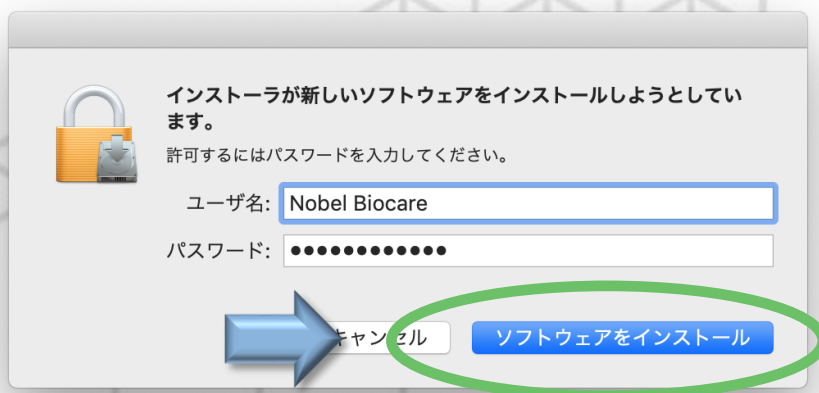 インストーラが新しいソフトウェアをインストールしようとしてい
ます。
許可するにはパスワードを入力してください。
ユーザ名: Nobel Biocare
パスワード: ●●●●●●●●●●●●
キャンセル ソフトウェアをインストール